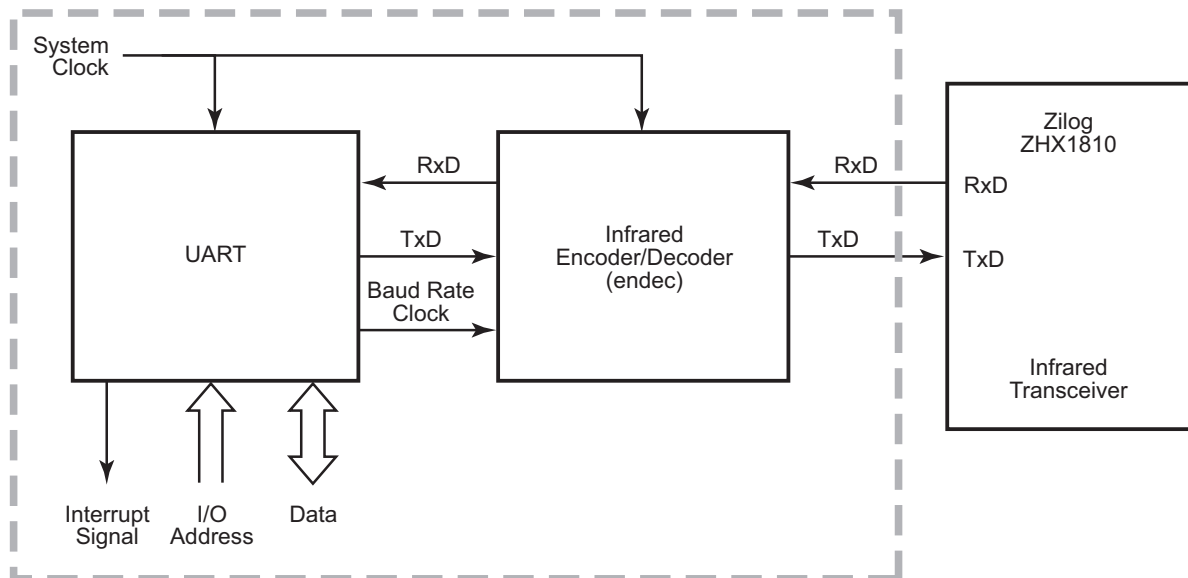 System
Clock
Zilog
ZHX1810
RxD
RxD
RxD
UART
TxD
Infrared
Encoder/Decoder
(endec)
TxD
TxD
Baud Rate
Clock
Infrared
Transceiver
Interrupt
Signal
I/O
Address
Data